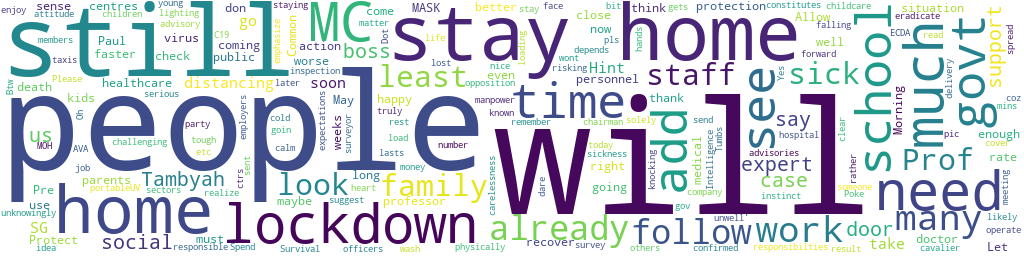 still
people
will
stay home
MC
lockdown
home
school
govt
much
staff
time
see
add
need
many
work
follow
already
family
look
least
boss
sick
expert
Prof
support
Tambyah
social
distancing
us
SG
Pre
use
Protect
kids
death
check
virus
faster
Paul
sense
centres
attitude
enjoy
members
taxis
children
young
lighting
advisory
C19
don
go
emphasize
Common
coming
public
healthcare
serious
Btw
Please
Oh
MOH
AVA
job
parents
sectors
portableUV
party
tough
etc
challenging
employers
later
inspection
staying
MASK
action
worse
soon
May
weeks
surveyor
expectations
happy
truly
cold
goin
calm
rest
load
lasts
number
money
long
heart
suggest
maybe
sent
ctrs
realize
must
Spend
responsible
Survival
officers
wash
unknowingly
idea
physically
recover
survey
others
confirmed
professor
come
matter
bot
better
stay
life
lost
even
nice
opposition
manpower
known
remember
chairman
solely
send
today
sickness
right
going
carelessness
dare
company
gov
knocking
medical
Intelligence
Tumbs
hospital
say
advisories
thank
Hint
personnel
depends
risking
wont
now
pls
close
bit
hands
face
think
gets
loading
protection
constitutes
Yes
Allow
well
forward
childcare
situation
eradicate
ECDA
read
spread
delivery
coz
mins
cover
pic
enough
rate
Morning
clear
rather
someone
case
door
instinct
Poke
unwell'
responsibilties
result
take
doctor
cavalier
meeting
likely
operate
Let